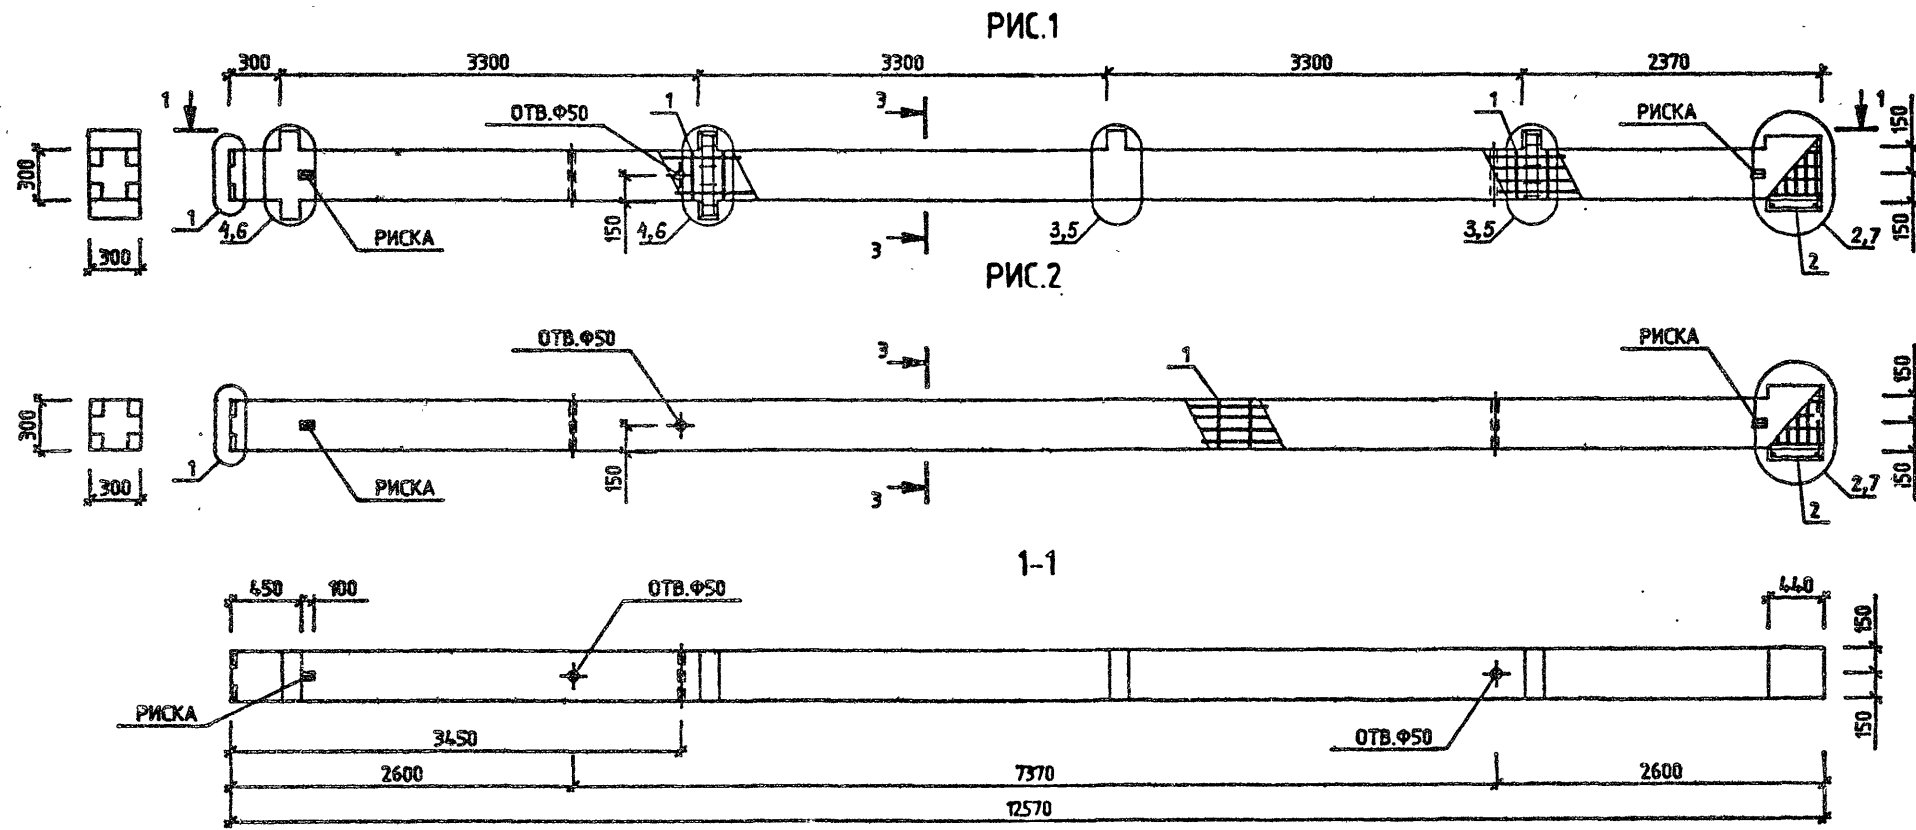 РИС.1
300 3300 3300 3300 2370
1 ОТВ.Ф50 1 3 1 РИСКА 1 150
300
1 4,6 РИСКА 150 4,6 3 3,5 3,5 2 2,7 150
300
РИС.2
ОТВ.Ф50 3 1 РИСКА 150
300
1 РИСКА 150 3 2 2,7 150
300
1-1
450 100 ОТВ.Ф50 440 150
РИСКА 3450 ОТВ.Ф50 150
2600 7370 2600
12570